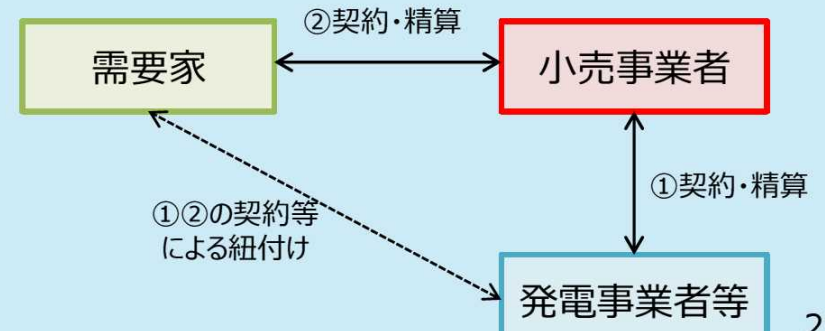 ②契約・精算
需要家
小売事業者
①契約・精算
①②の契約等
による紐付け
発電事業者等
2